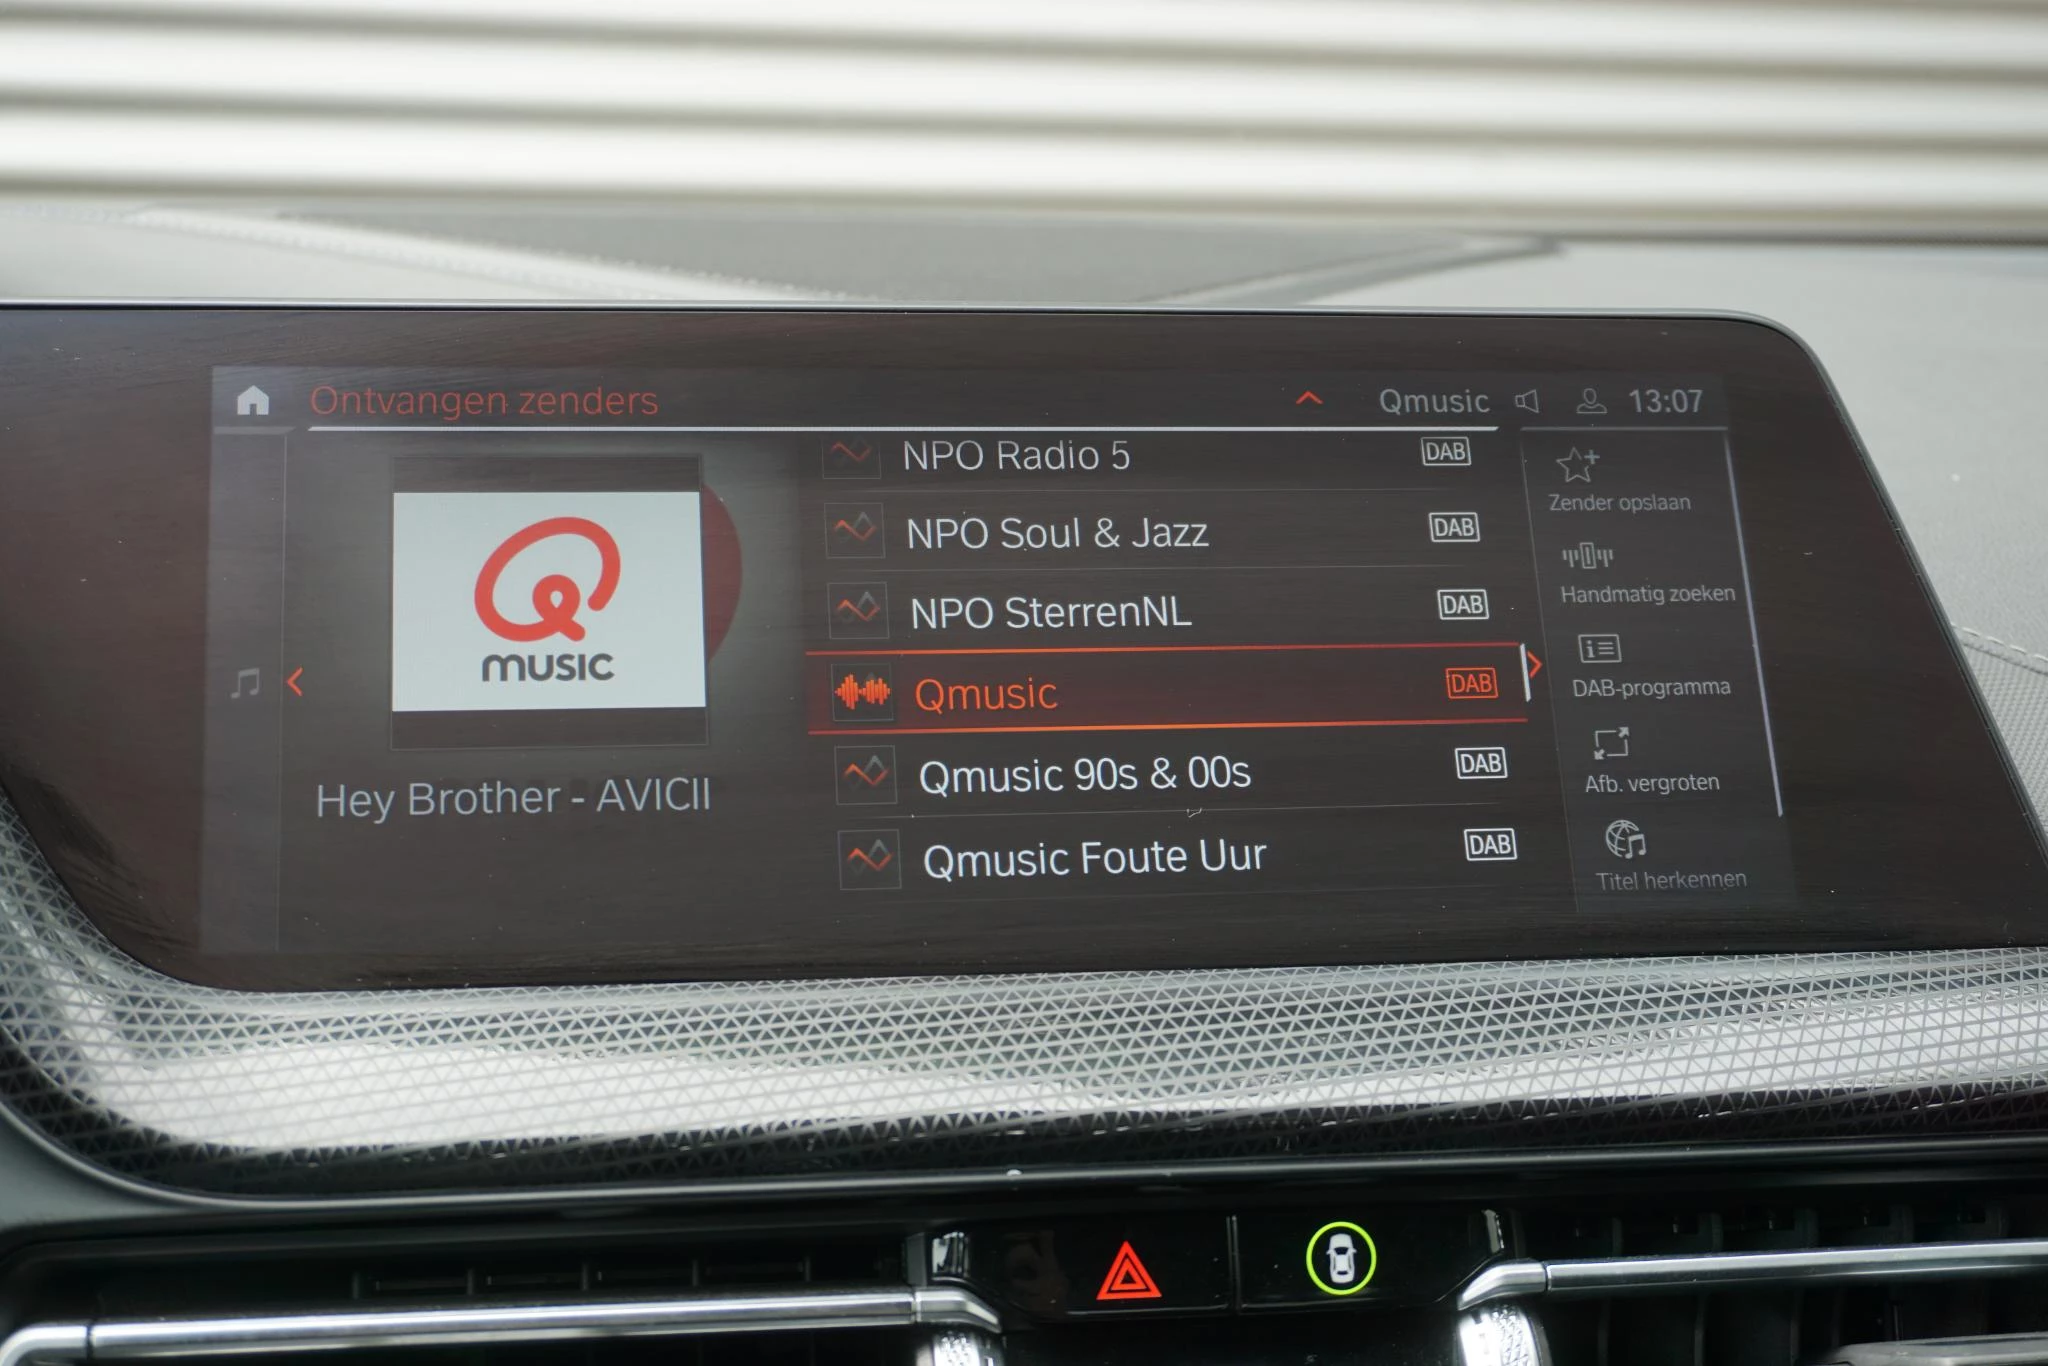 Ontvangen zenders
Qmusic
13:07
NPO Radio 5 DAB
NPO Soul & Jazz DAB
NPO SterrenNL DAB
Qmusic DAB
Qmusic 90s & 00s DAB
Qmusic Foute Uur DAB
MUSIC
Hey Brother - AVICII
Zender opslaan
Handmatig zoeken
DAB-programma
Afb. vergroten
Titel herkennen